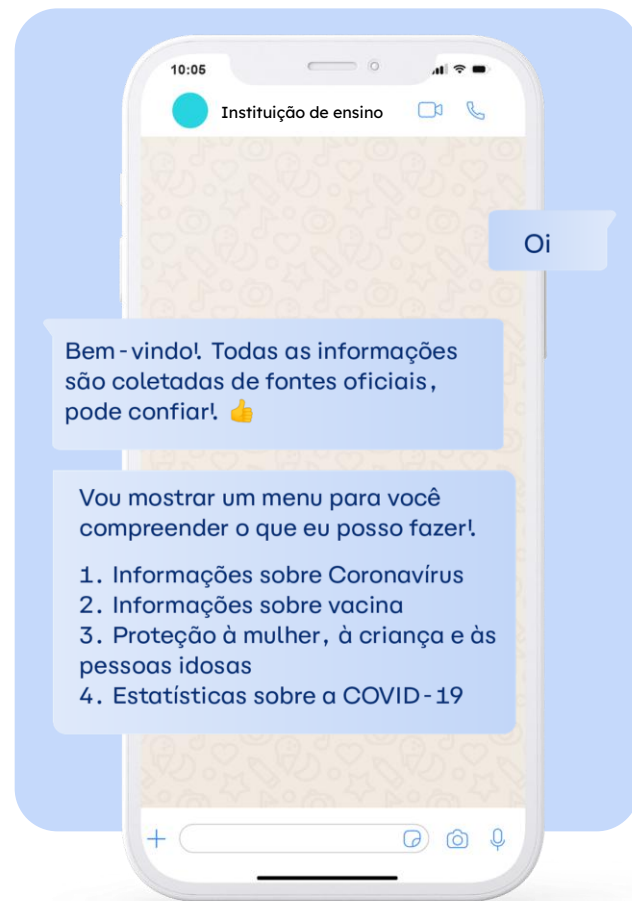 10:05
Instituição de ensino
Oi
Bem-vindo!. Todas as informações
são coletadas de fontes oficiais,
pode confiar!. 👍
Vou mostrar um menu para você
compreender o que eu posso fazer!.
1. Informações sobre Coronavírus
2. Informações sobre vacina
3. Proteção à mulher, à criança e às
pessoas idosas
4. Estatísticas sobre a COVID-19